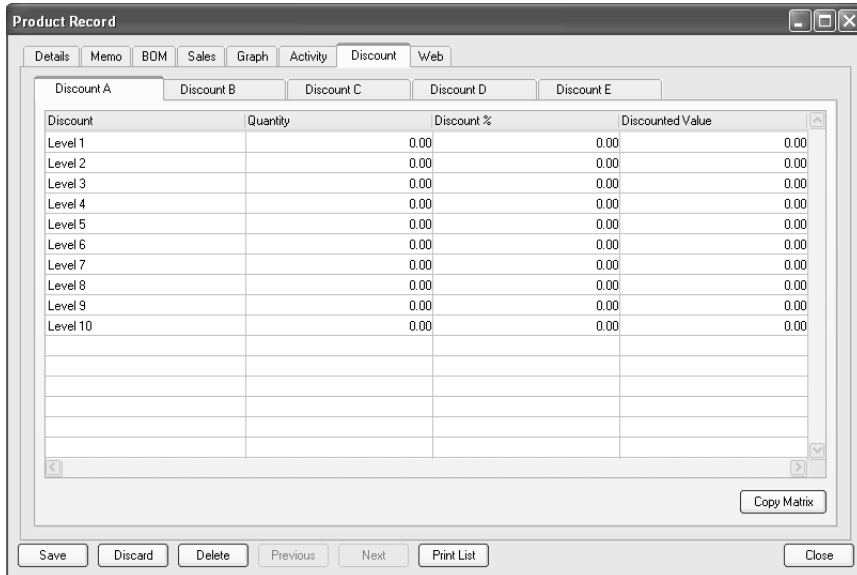 Product Record
Details Memo BOM Sales Graph Activity Discount Web
Discount A Discount B Discount C Discount D Discount E
Discount Quantity Discount % Discounted Value
Level 1 0.00 0.00 0.00
Level 2 0.00 0.00 0.00
Level 3 0.00 0.00 0.00
Level 4 0.00 0.00 0.00
Level 5 0.00 0.00 0.00
Level 6 0.00 0.00 0.00
Level 7 0.00 0.00 0.00
Level 8 0.00 0.00 0.00
Level 9 0.00 0.00 0.00
Level 10 0.00 0.00 0.00
Copy Matrix
Save Discard Delete Previous Next Print List Close